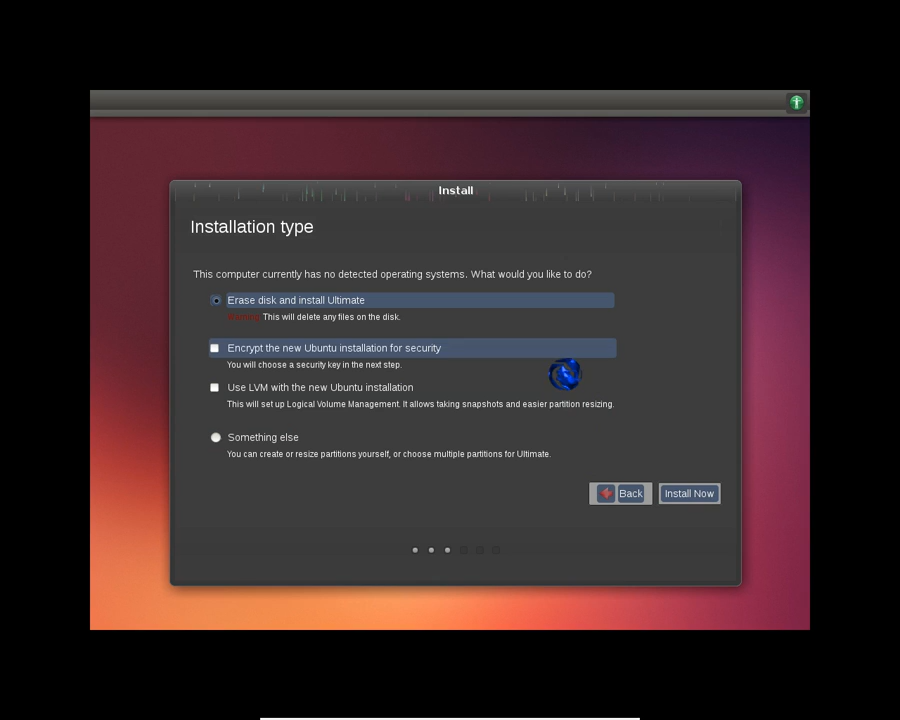 Install
Installation type
This computer currently has no detected operating systems. What would you like to do?
Erase disk and install Ultimate
Warning: This will delete any files on the disk.
Encrypt the new Ubuntu installation for security
You will choose a security key in the next step.
Use LVM with the new Ubuntu installation
This will set up Logical Volume Management. It allows taking snapshots and easier partition resizing.
Something else
You can create or resize partitions yourself, or choose multiple partitions for Ultimate.
Back Install Now